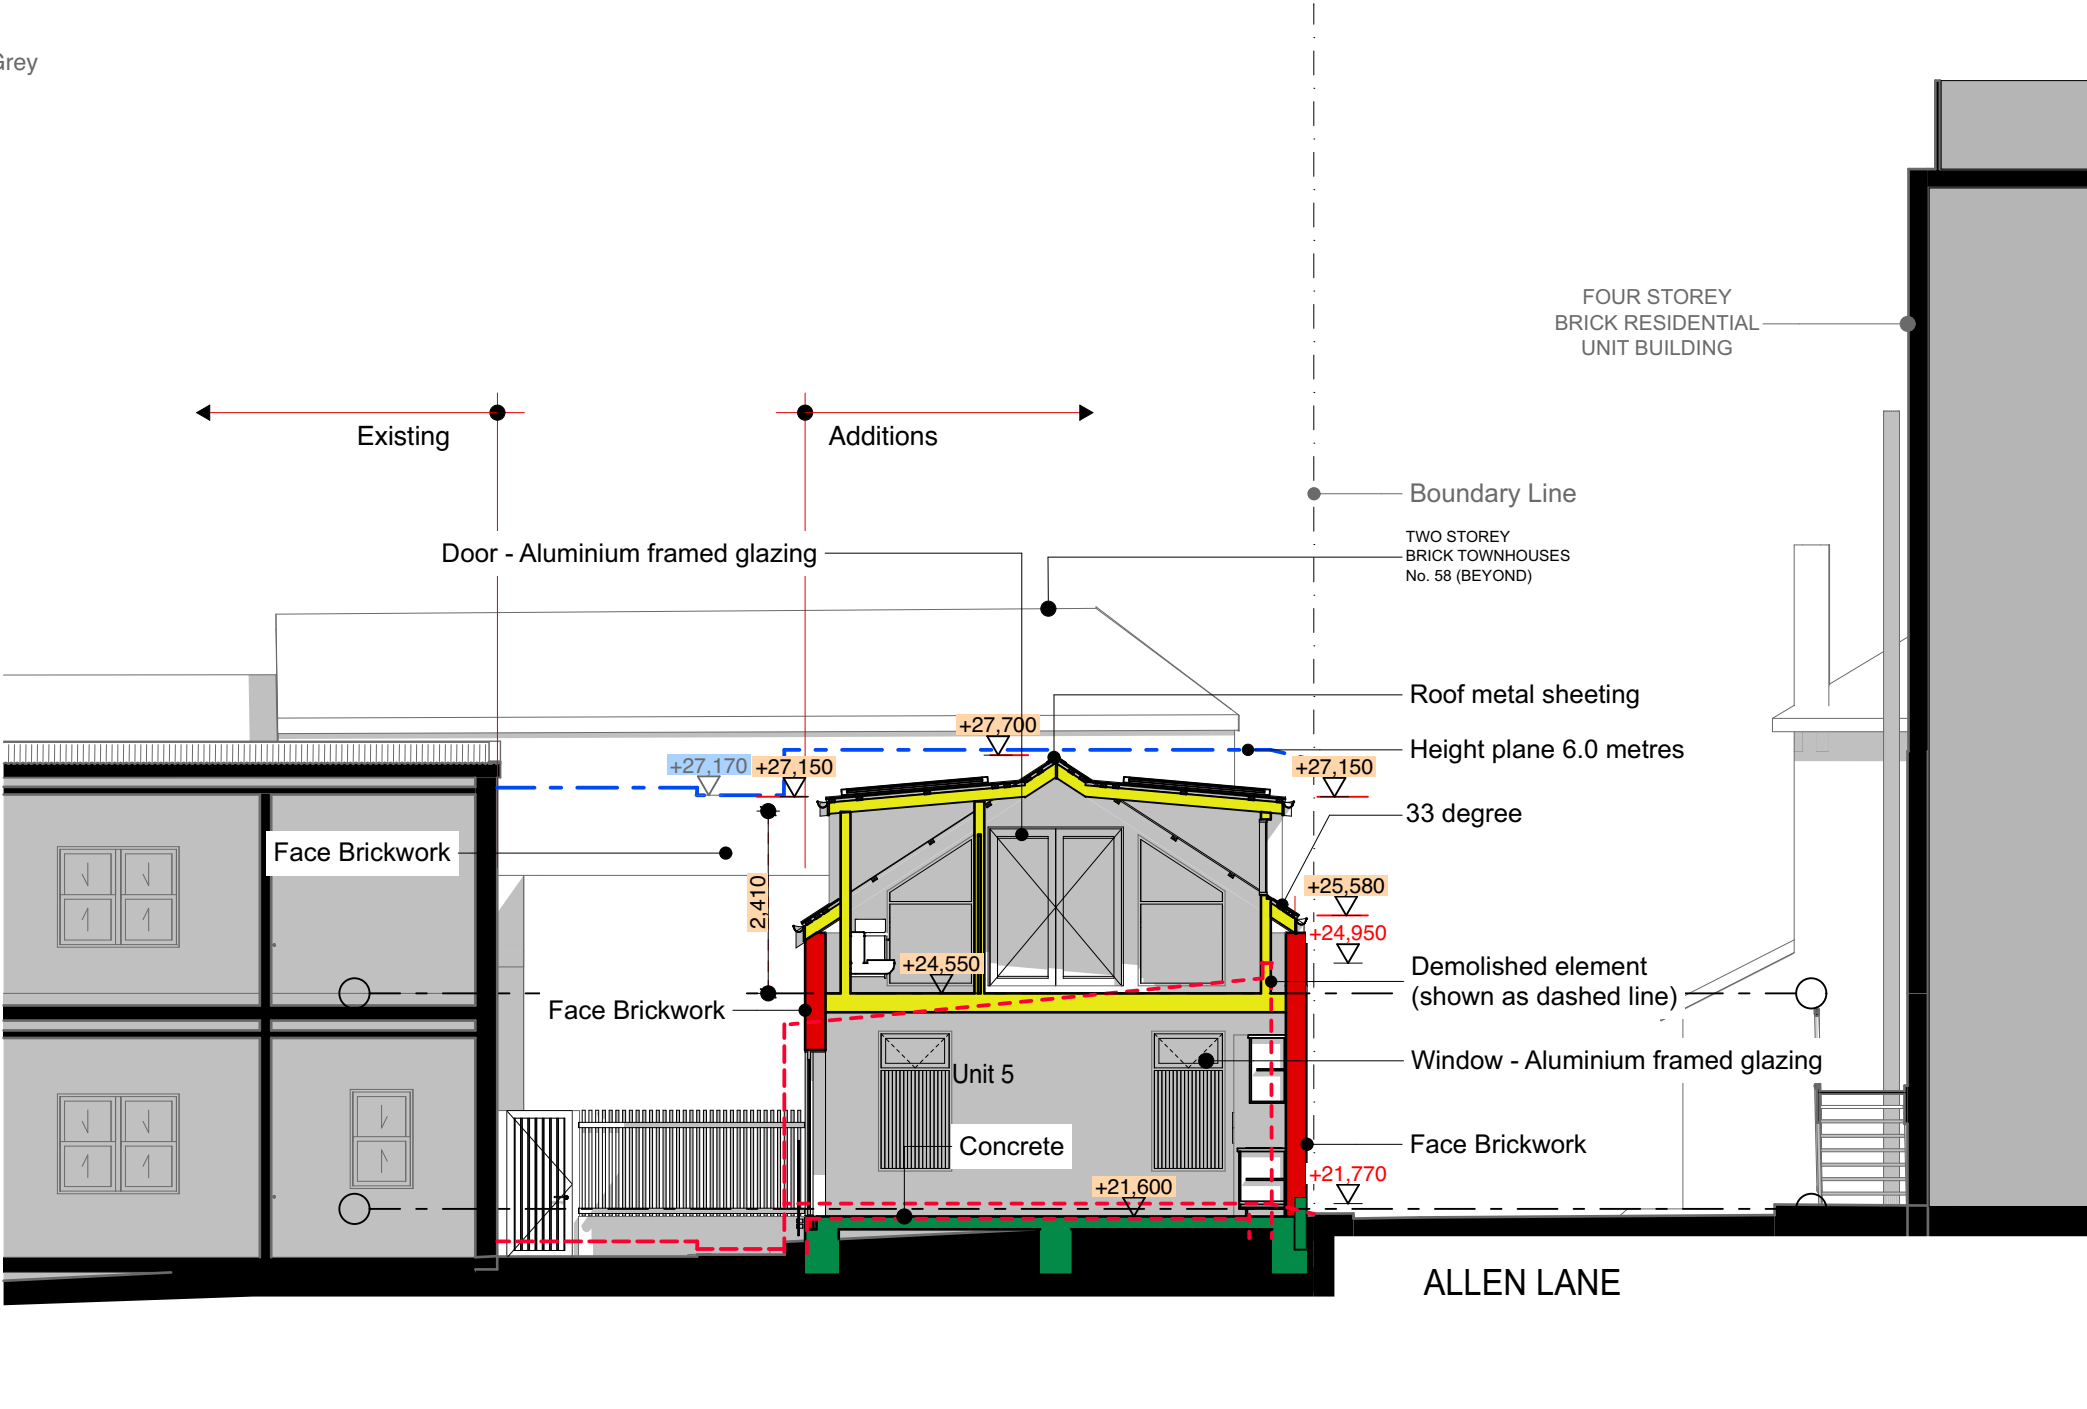 Grey
FOUR STOREY
BRICK RESIDENTIAL
UNIT BUILDING
Existing
Additions
Boundary Line
TWO STOREY
BRICK TOWNHOUSES
No. 58 (BEYOND)
Door - Aluminium framed glazing
Roof metal sheeting
+27,700
Height plane 6.0 metres
+27,170
+27,150
+27,150
33 degree
Face Brickwork
2,410
+25,580
+24,950
+24,550
Demolished element
(shown as dashed line)
Face Brickwork
Window - Aluminium framed glazing
Unit 5
Concrete
Face Brickwork
+21,770
+21,600
ALLEN LANE